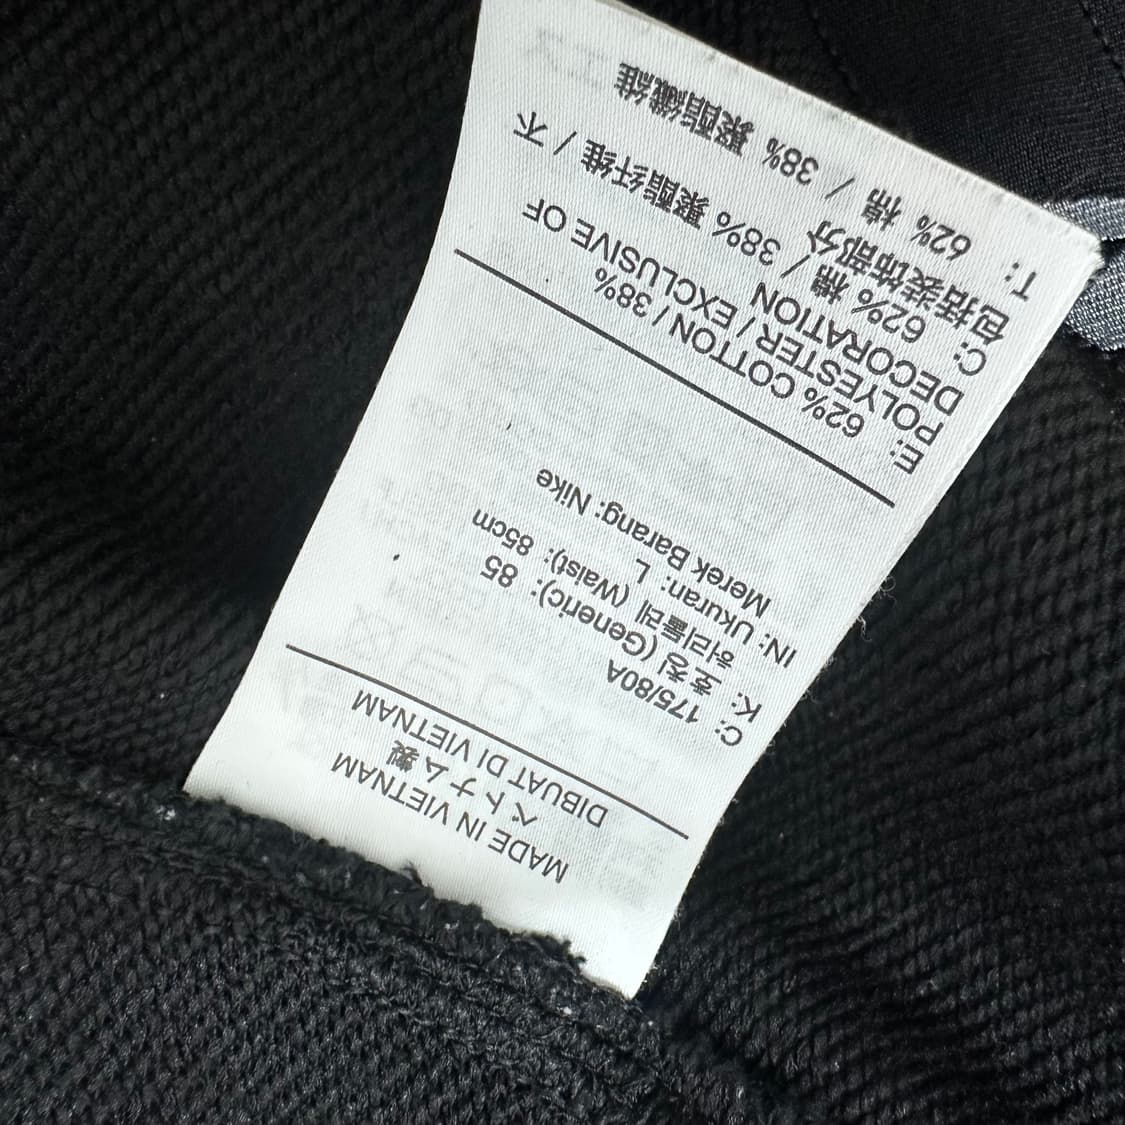 MADE IN VIETNAM
ベトナム製
DIBUAT DI VIETNAM
C: 175/80A
K: 호칭 (Generic): 85
허리둘레 (Waist): 85cm
IN: Ukuran: L
Merek Barang: Nike
E: 62% COTTON / 38%
POLYESTER / EXCLUSIVE OF
DECORATION
C: 62% 棉 / 38% 聚酯纤维 / 不
包括装饰部分
T: 62% 棉 / 38% 聚酯纖維